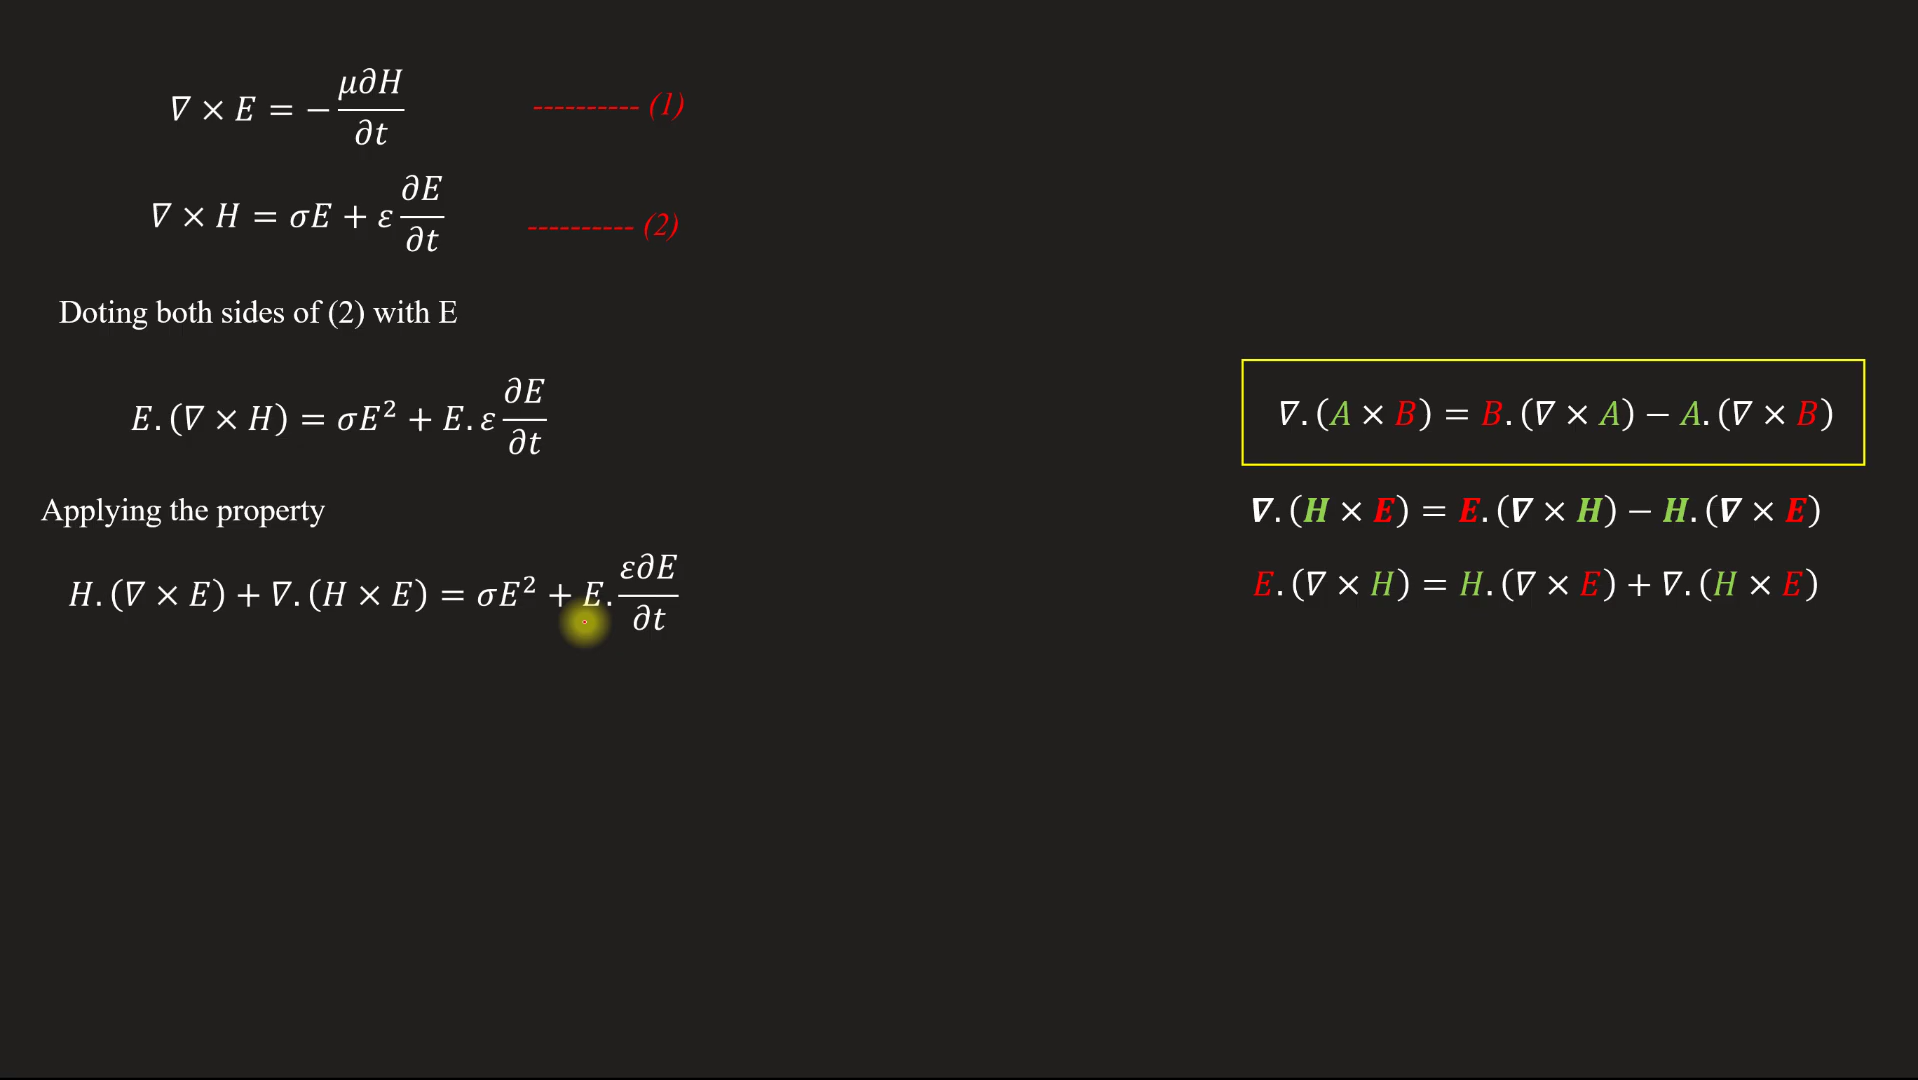 ∇ × E = − μ∂H/∂t ---------- (1)
∇ × H = σE + ε ∂E/∂t ---------- (2)
Doting both sides of (2) with E
E.(∇ × H) = σE² + E.ε ∂E/∂t
Applying the property
H.(∇ × E) + ∇.(H × E) = σE² + E. ε∂E/∂t
∇.(A × B) = B.(∇ × A) − A.(∇ × B)
∇.(H × E) = E.(∇ × H) − H.(∇ × E)
E.(∇ × H) = H.(∇ × E) + ∇.(H × E)